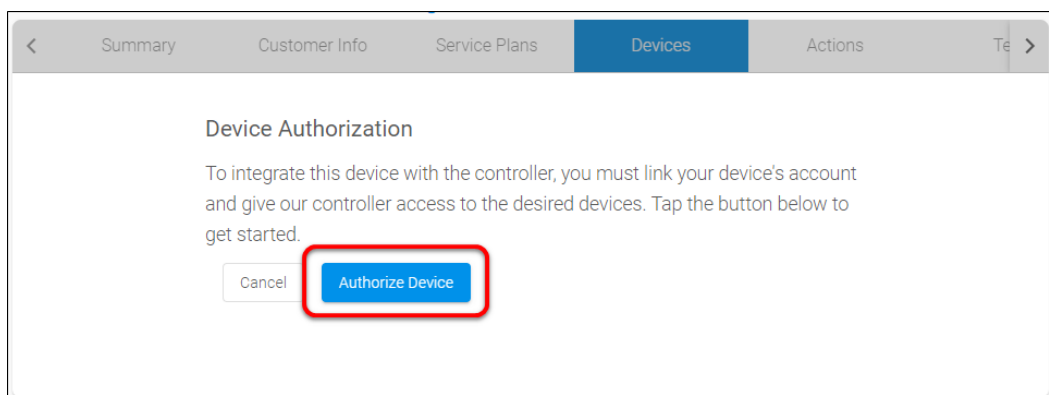 Summary Customer Info Service Plans Devices Actions Te
Device Authorization
To integrate this device with the controller, you must link your device's account
and give our controller access to the desired devices. Tap the button below to
get started.
Cancel Authorize Device